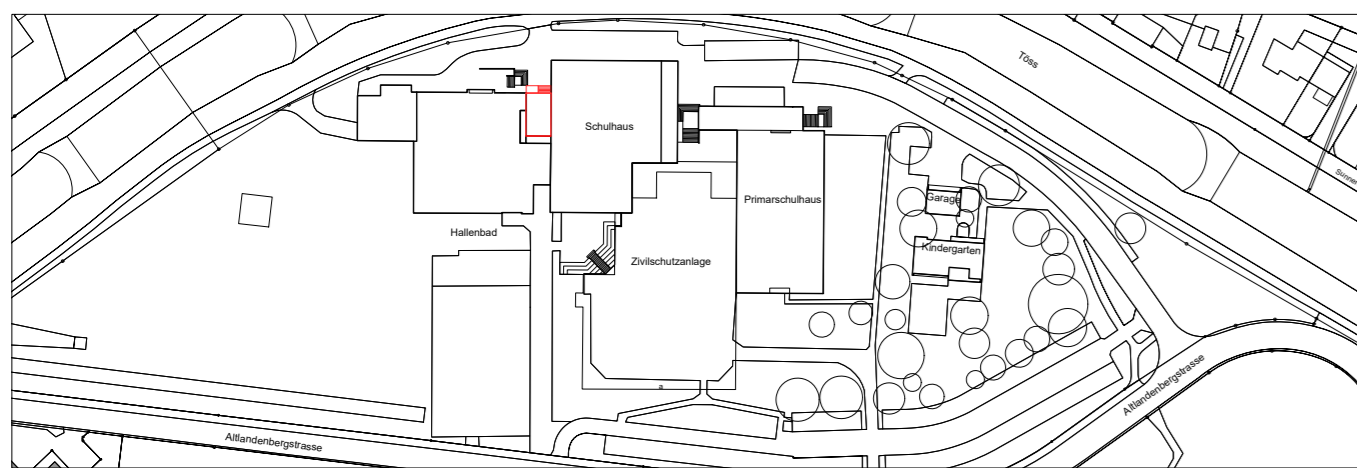 Töss
Schulhaus
Primarschulhaus
Garage
Hallenbad
Kindergarten
Zivilschutzanlage
a
Altlandenbergstrasse
Altlandenbergstrasse